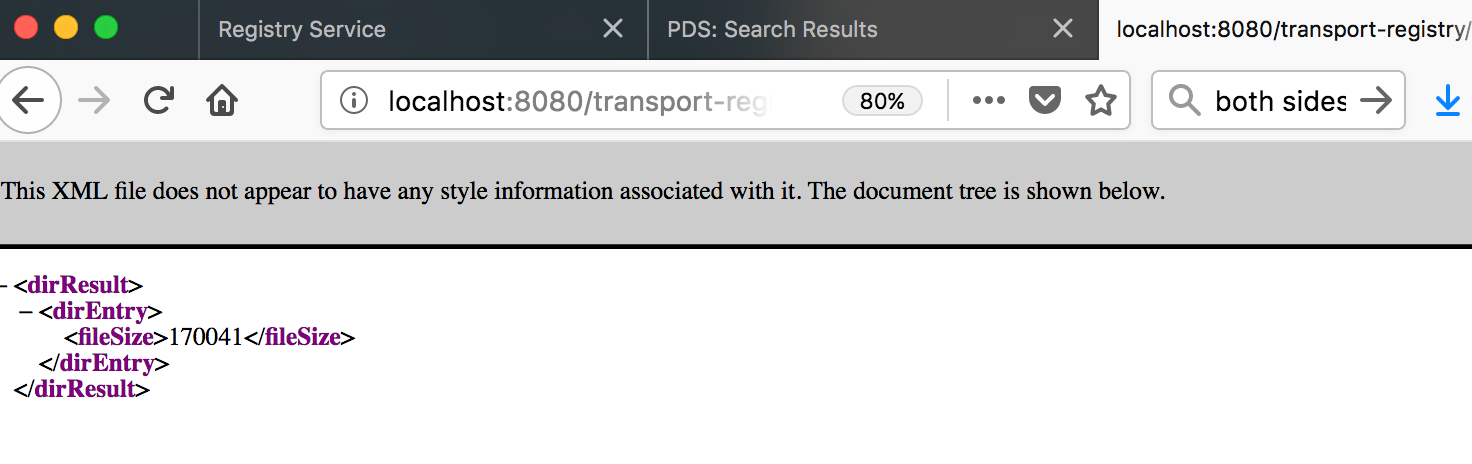 Registry Service
PDS: Search Results
localhost:8080/transport-registry/
localhost:8080/transport-reg
80%
both sides
This XML file does not appear to have any style information associated with it. The document tree is shown below.
- <dirResult>
- <dirEntry>
<fileSize>170041</fileSize>
</dirEntry>
</dirResult>